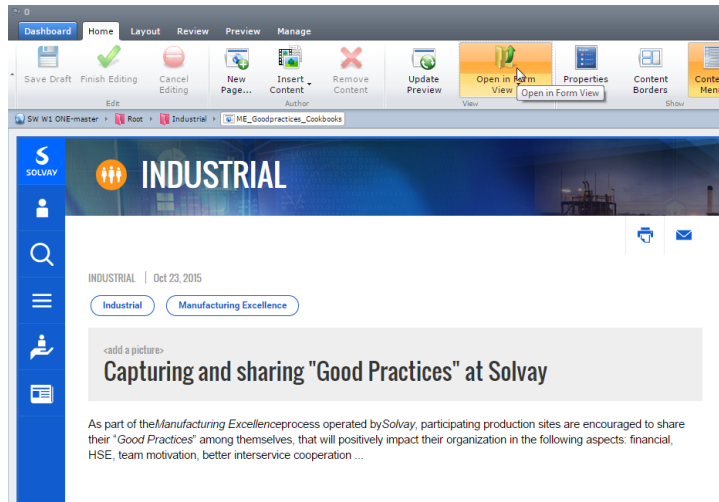 Dashboard Home Layout Review Preview Manage
Save Draft Finish Editing Cancel Editing New Page... Insert Content Remove Content Update Preview Open in Form View Properties Content Borders
Edit Author View Show
Open in Form View
SW W1 ONE-master Root Industrial ME_Goodpractices_Cookbooks
SOLVAY
INDUSTRIAL
INDUSTRIAL | Oct 23, 2015
Industrial Manufacturing Excellence
<add a picture>
Capturing and sharing "Good Practices" at Solvay
As part of theManufacturing Excellenceprocess operated bySolvay, participating production sites are encouraged to share
their “Good Practices” among themselves, that will positively impact their organization in the following aspects: financial,
HSE, team motivation, better interservice cooperation ...